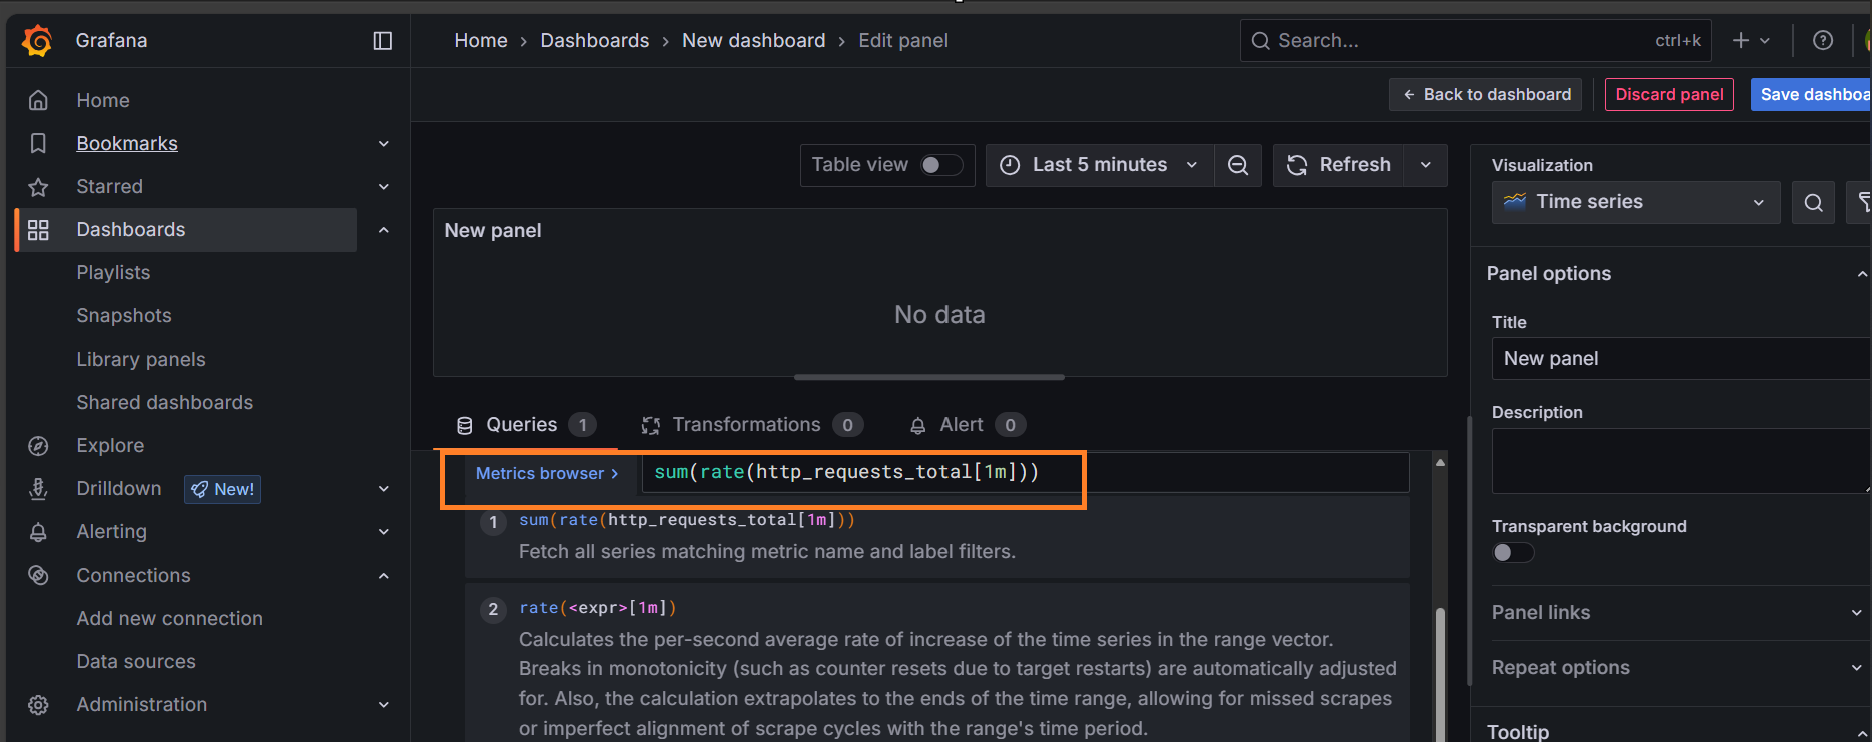 Grafana
Home › Dashboards › New dashboard › Edit panel
Search...
ctrl+k
← Back to dashboard
Discard panel
Save dashboa
Home
Bookmarks
Starred
Dashboards
Playlists
Snapshots
Library panels
Shared dashboards
Explore
Drilldown
New!
Alerting
Connections
Add new connection
Data sources
Administration
Table view
Last 5 minutes
Refresh
New panel
No data
Queries 1
Transformations 0
Alert 0
Metrics browser ›
sum(rate(http_requests_total[1m]))
1 sum(rate(http_requests_total[1m]))
Fetch all series matching metric name and label filters.
2 rate(<expr>[1m])
Calculates the per-second average rate of increase of the time series in the range vector.
Breaks in monotonicity (such as counter resets due to target restarts) are automatically adjusted
for. Also, the calculation extrapolates to the ends of the time range, allowing for missed scrapes
or imperfect alignment of scrape cycles with the range's time period.
Visualization
Time series
Panel options
Title
New panel
Description
Transparent background
Panel links
Repeat options
Tooltip